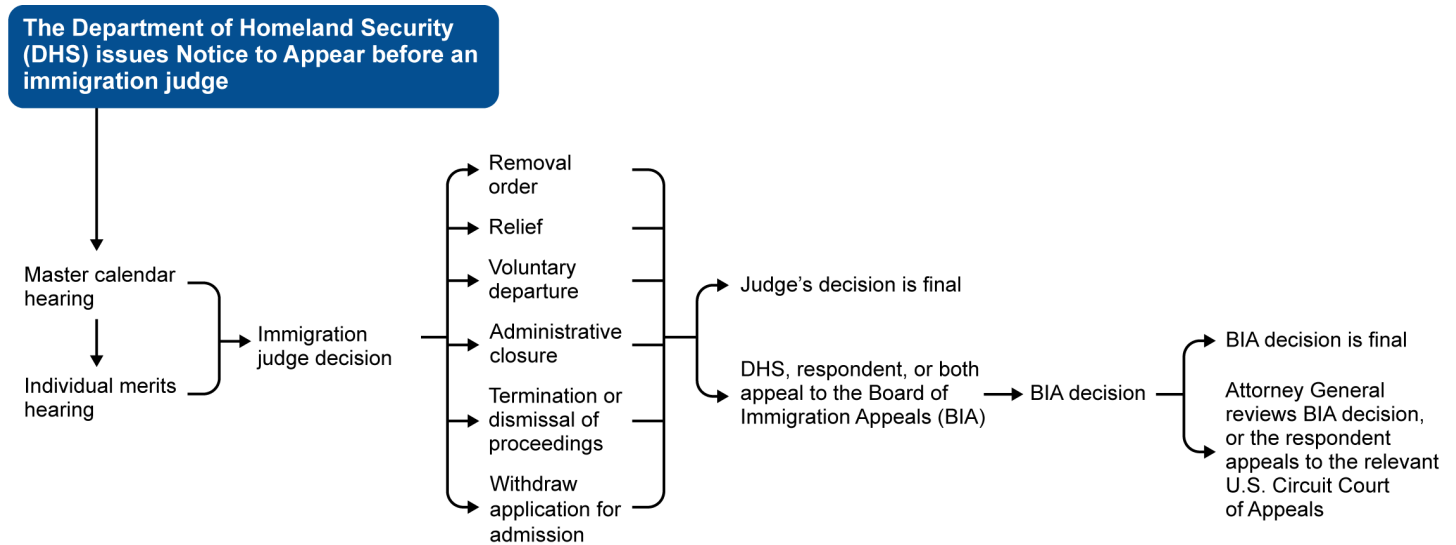 The Department of Homeland Security
(DHS) issues Notice to Appear before an
immigration judge
Master calendar
hearing
Individual merits
hearing
Immigration
judge decision
Removal
order
Relief
Voluntary
departure
Administrative
closure
Termination or
dismissal of
proceedings
Withdraw
application for
admission
Judge’s decision is final
DHS, respondent, or both
appeal to the Board of
Immigration Appeals (BIA)
BIA decision
BIA decision is final
Attorney General
reviews BIA decision,
or the respondent
appeals to the relevant
U.S. Circuit Court
of Appeals